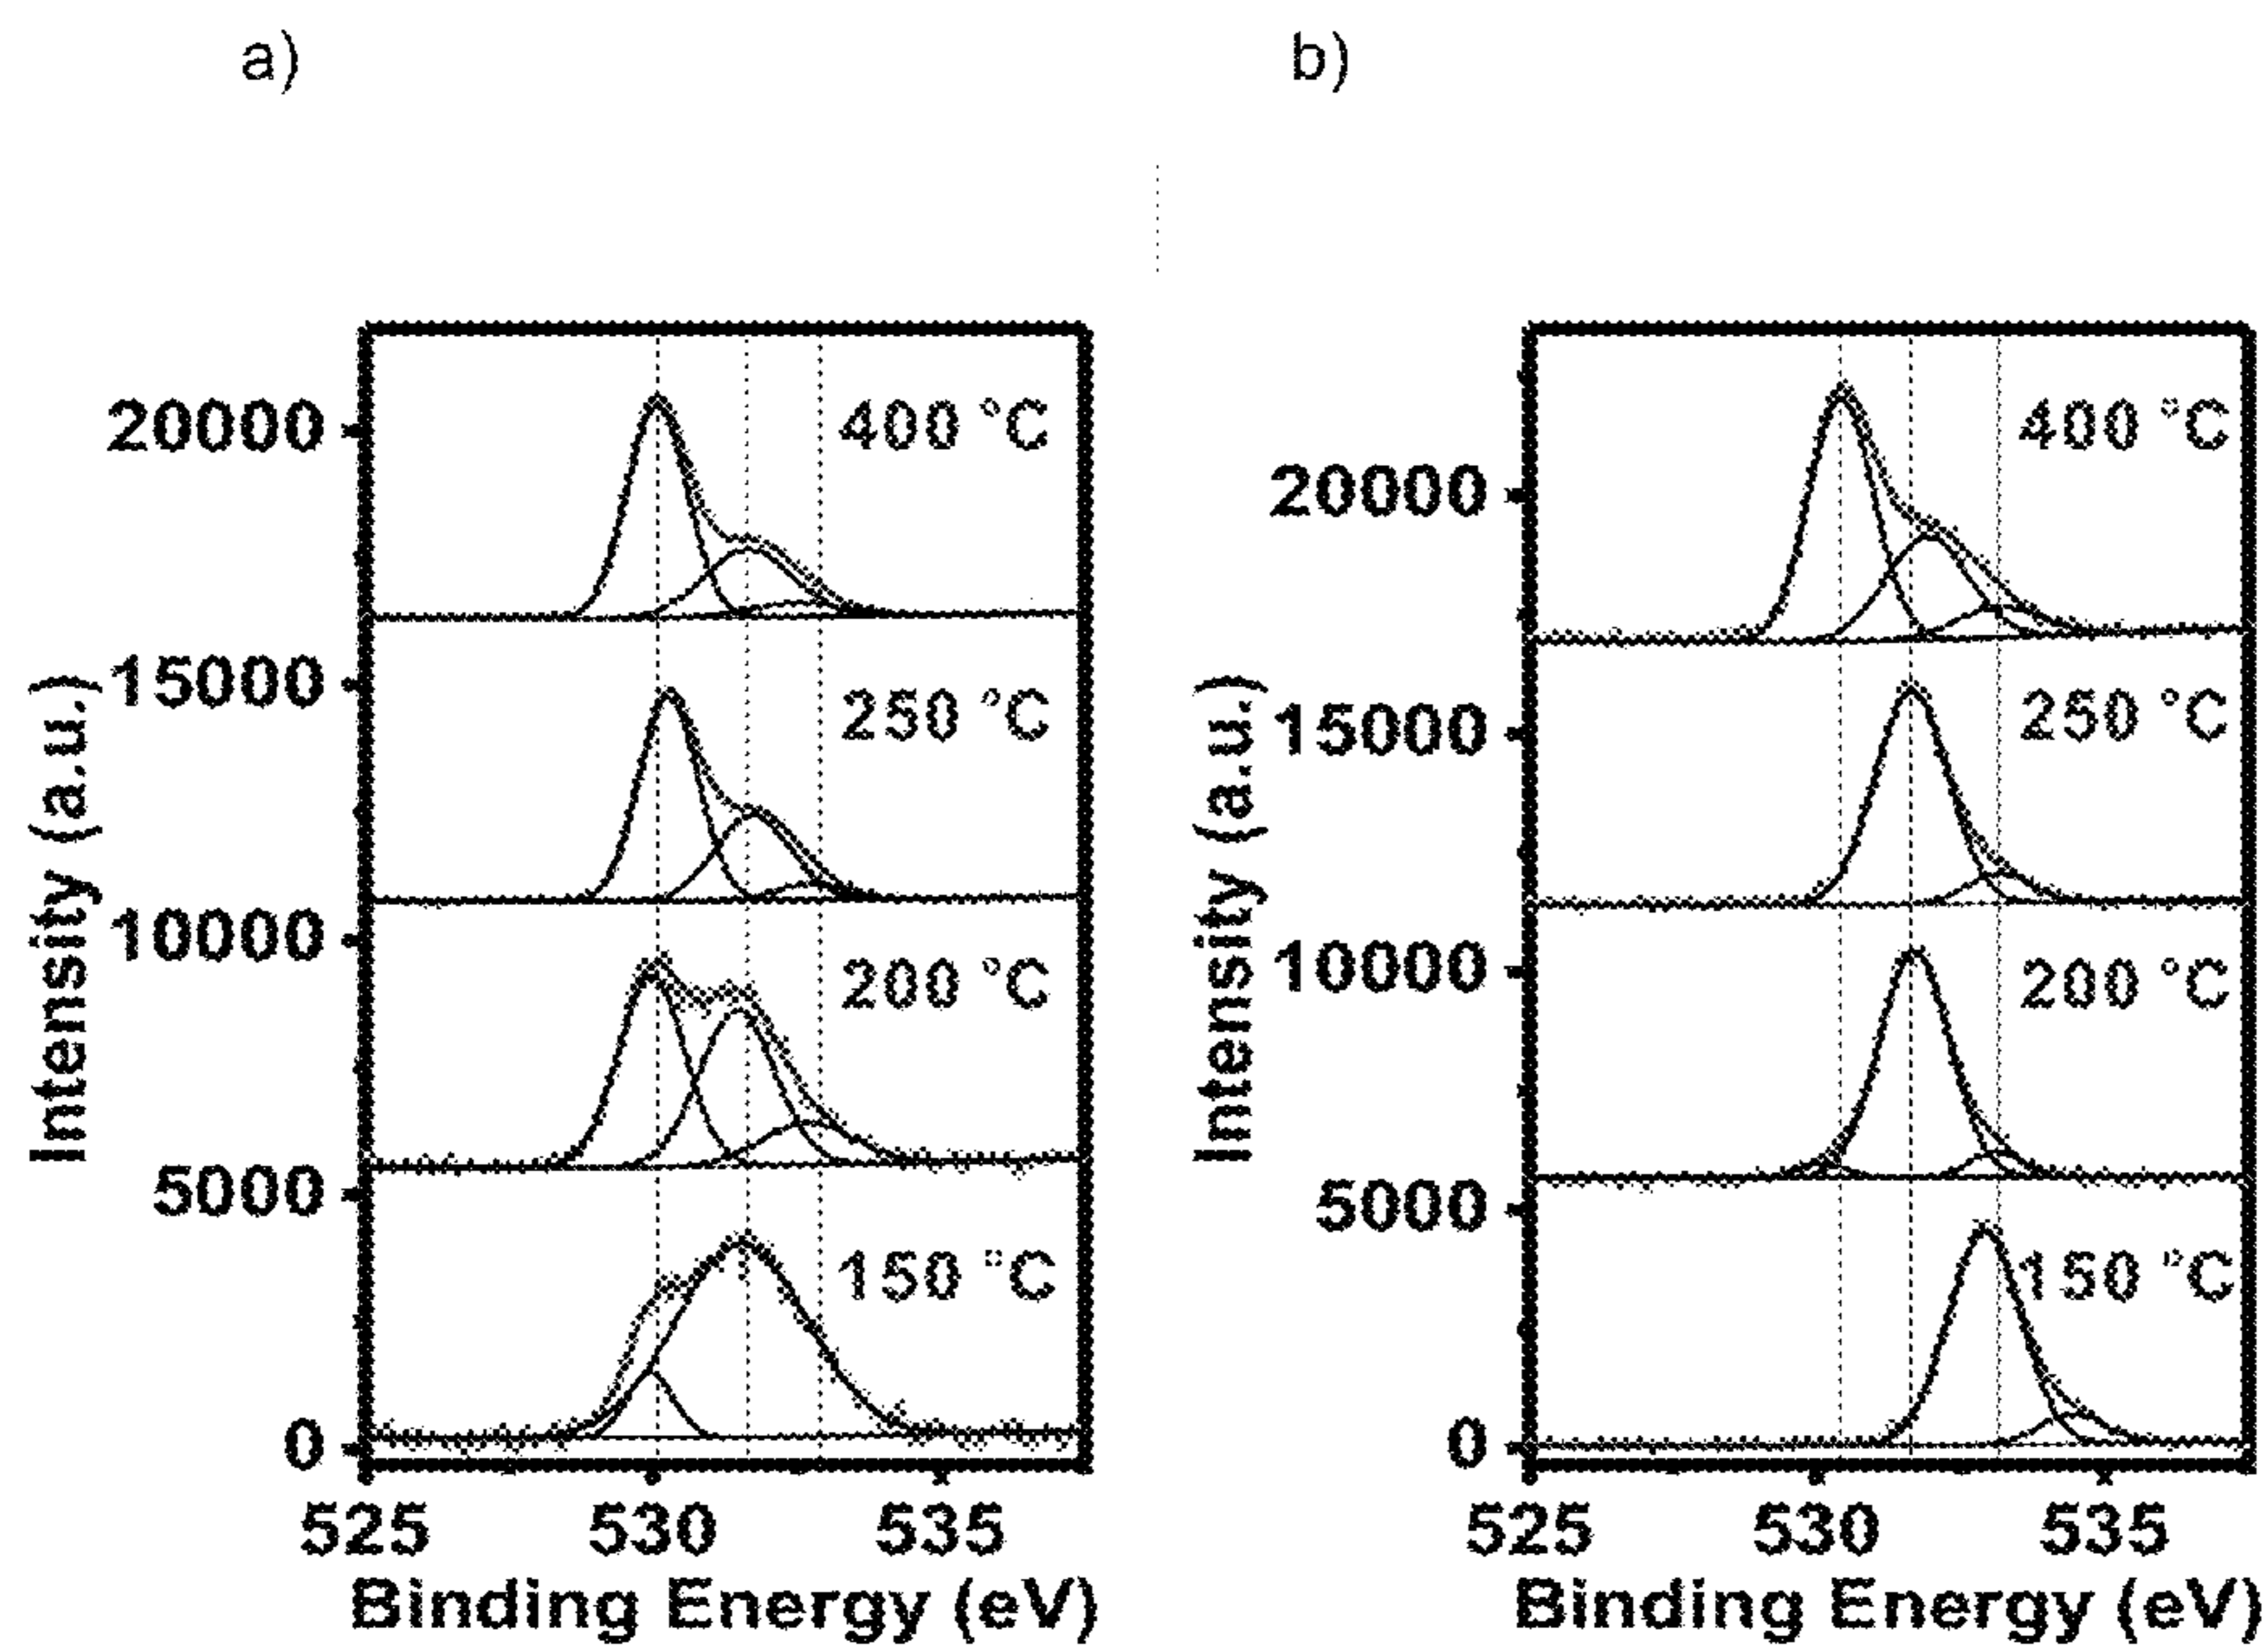 a)
b)
20000
15000
10000
5000
0
Intensity (a.u.)
400 °C
250 °C
200 °C
150 °C
525 530 535
Binding Energy (eV)
20000
15000
10000
5000
0
Intensity (a.u.)
400 °C
250 °C
200 °C
150 °C
525 530 535
Binding Energy (eV)